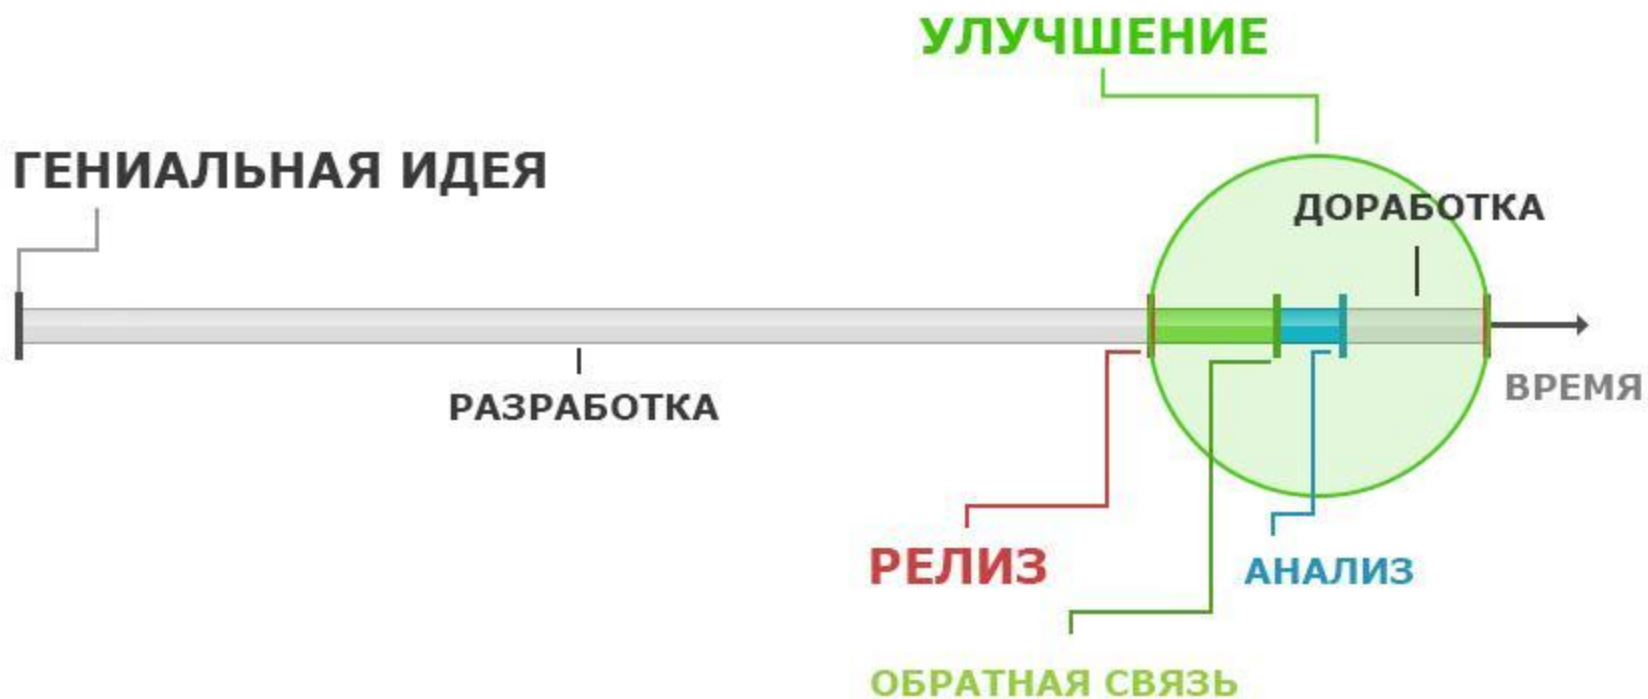 УЛУЧШЕНИЕ
ГЕНИАЛЬНАЯ ИДЕЯ
ДОРАБОТКА
ВРЕМЯ
РАЗРАБОТКА
РЕЛИЗ
АНАЛИЗ
ОБРАТНАЯ СВЯЗЬ